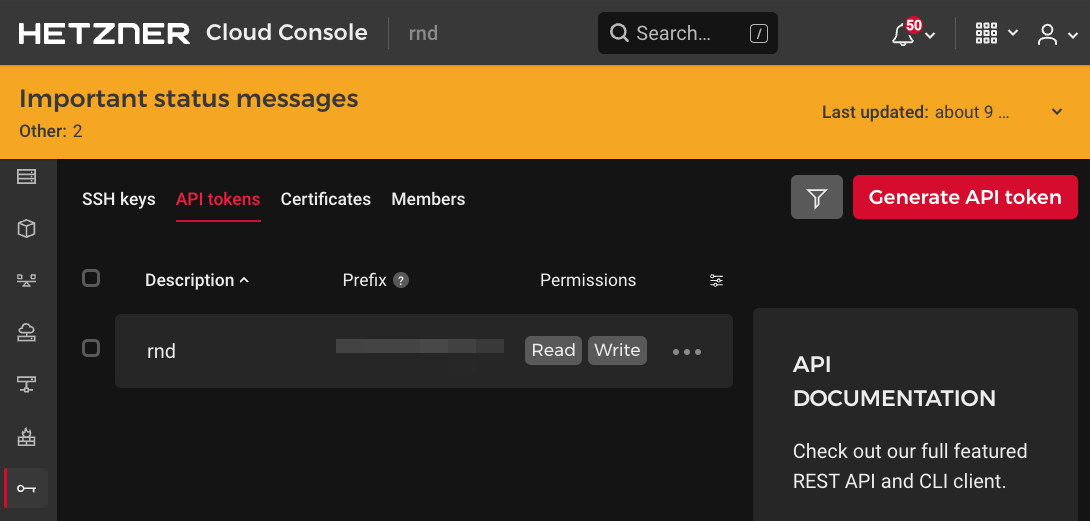 HETZNER Cloud Console rnd Search... / 50
Important status messages
Other: 2
Last updated: about 9 ...
SSH keys API tokens Certificates Members
Generate API token
Description Prefix ? Permissions
rnd Read Write
API
DOCUMENTATION
Check out our full featured
REST API and CLI client.